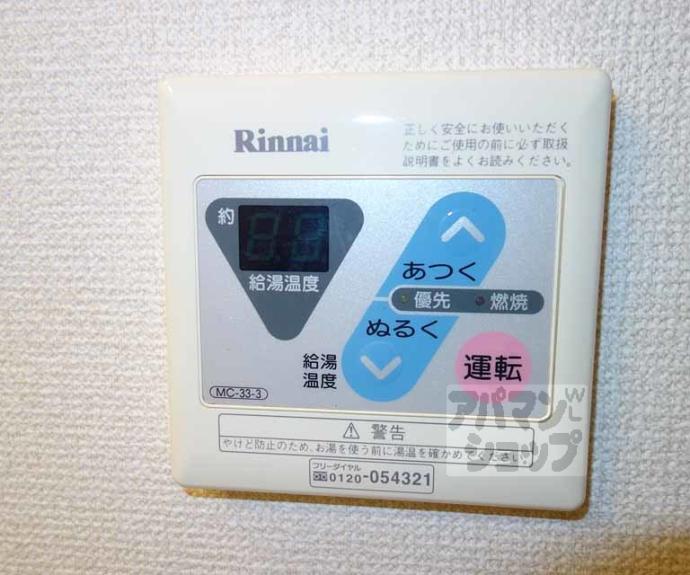 Rinnai
正しく安全にお使いいただく
ためにご使用の前に必ず取扱
説明書をよくお読みください。
約
給湯温度
あつく
優先 燃焼
ぬるく
給湯
温度
運転
MC-33-3
警告
やけど防止のため、お湯を使う前に湯温を確かめてください。
フリーダイヤル
0120-054321
アパマン
ショップ